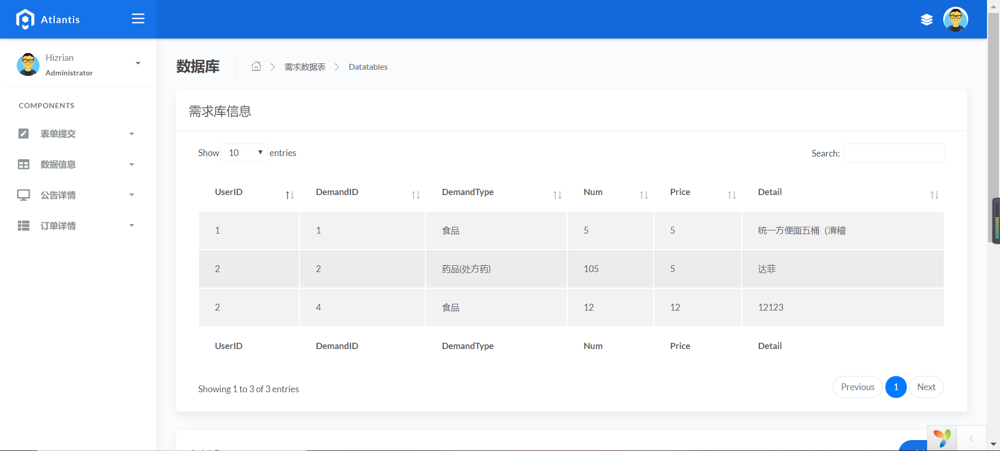 Atlantis
Hizrian
Administrator
COMPONENTS
表单提交
数据信息
公告详情
订单详情
数据库
需求数据表
Datatables
需求库信息
Show 10 entries
Search:
UserID DemandID DemandType Num Price Detail
1 1 食品 5 5 统一方便面五桶（滑稽
2 2 药品(处方药) 105 5 达菲
2 4 食品 12 12 12123
UserID DemandID DemandType Num Price Detail
Showing 1 to 3 of 3 entries
Previous 1 Next